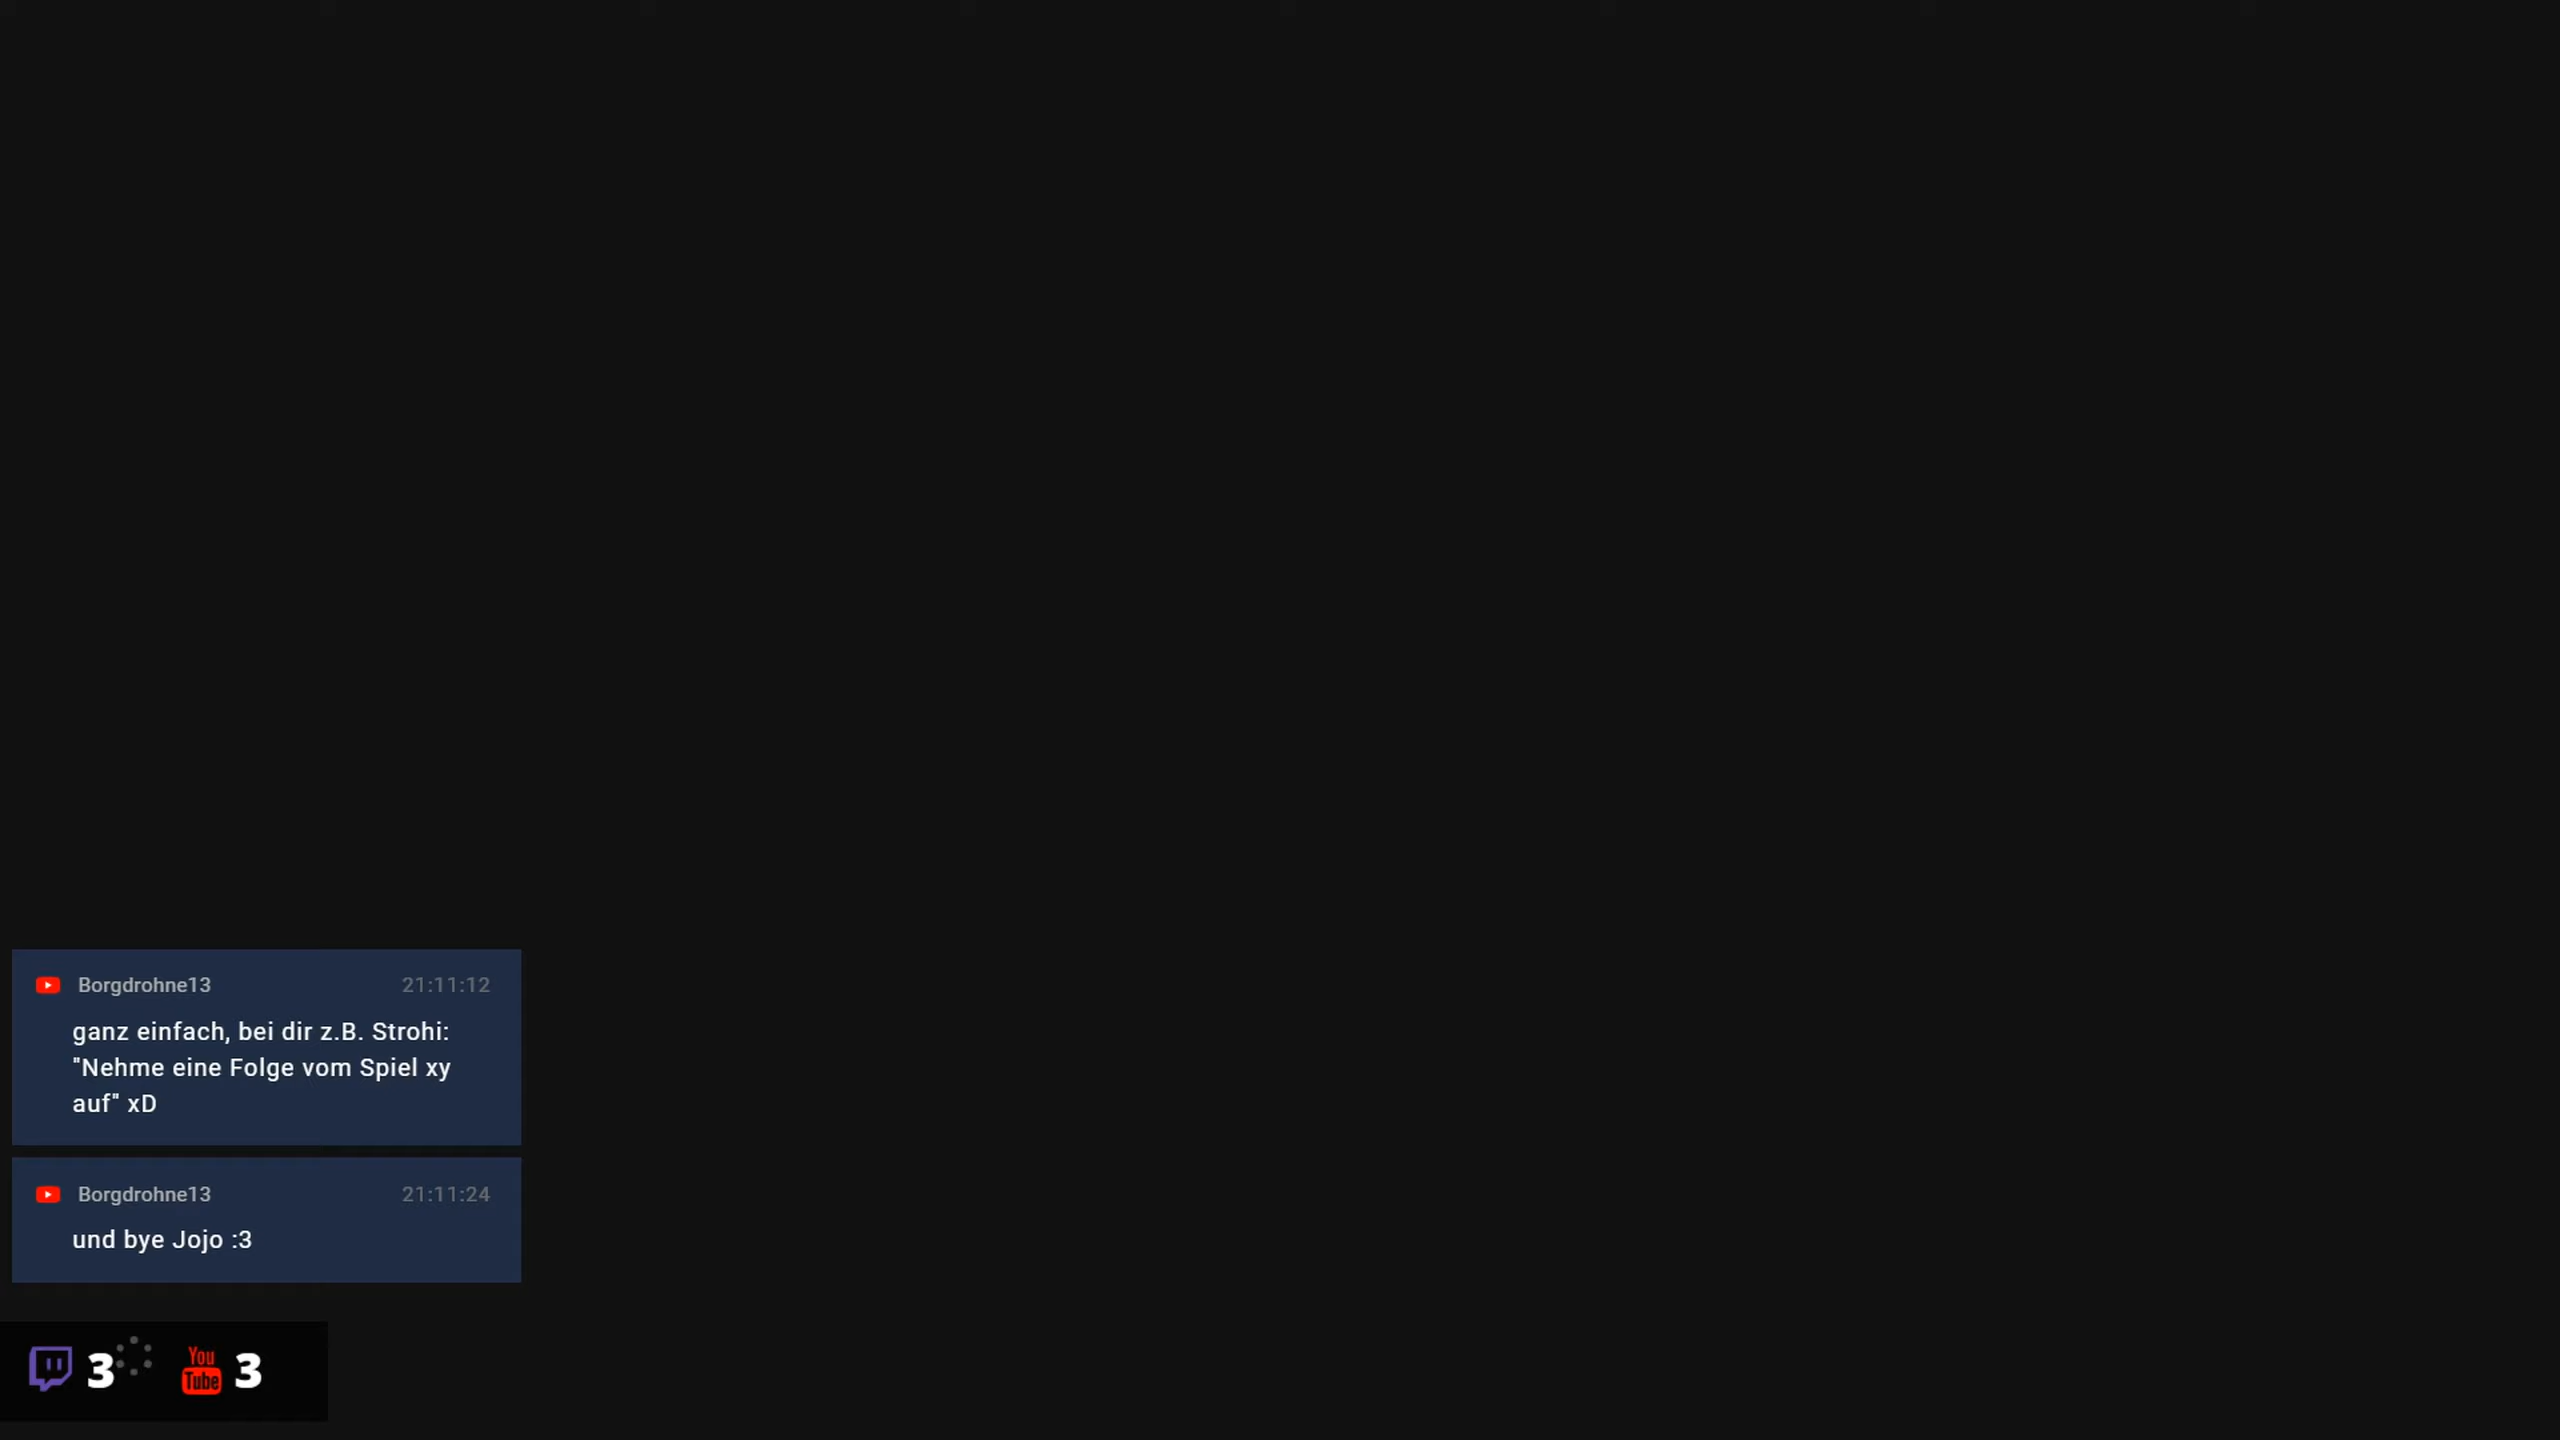 Borgdrohne13 21:11:12
ganz einfach, bei dir z.B. Strohi:
"Nehme eine Folge vom Spiel xy
auf" xD
Borgdrohne13 21:11:24
und bye Jojo :3
3 You Tube 3